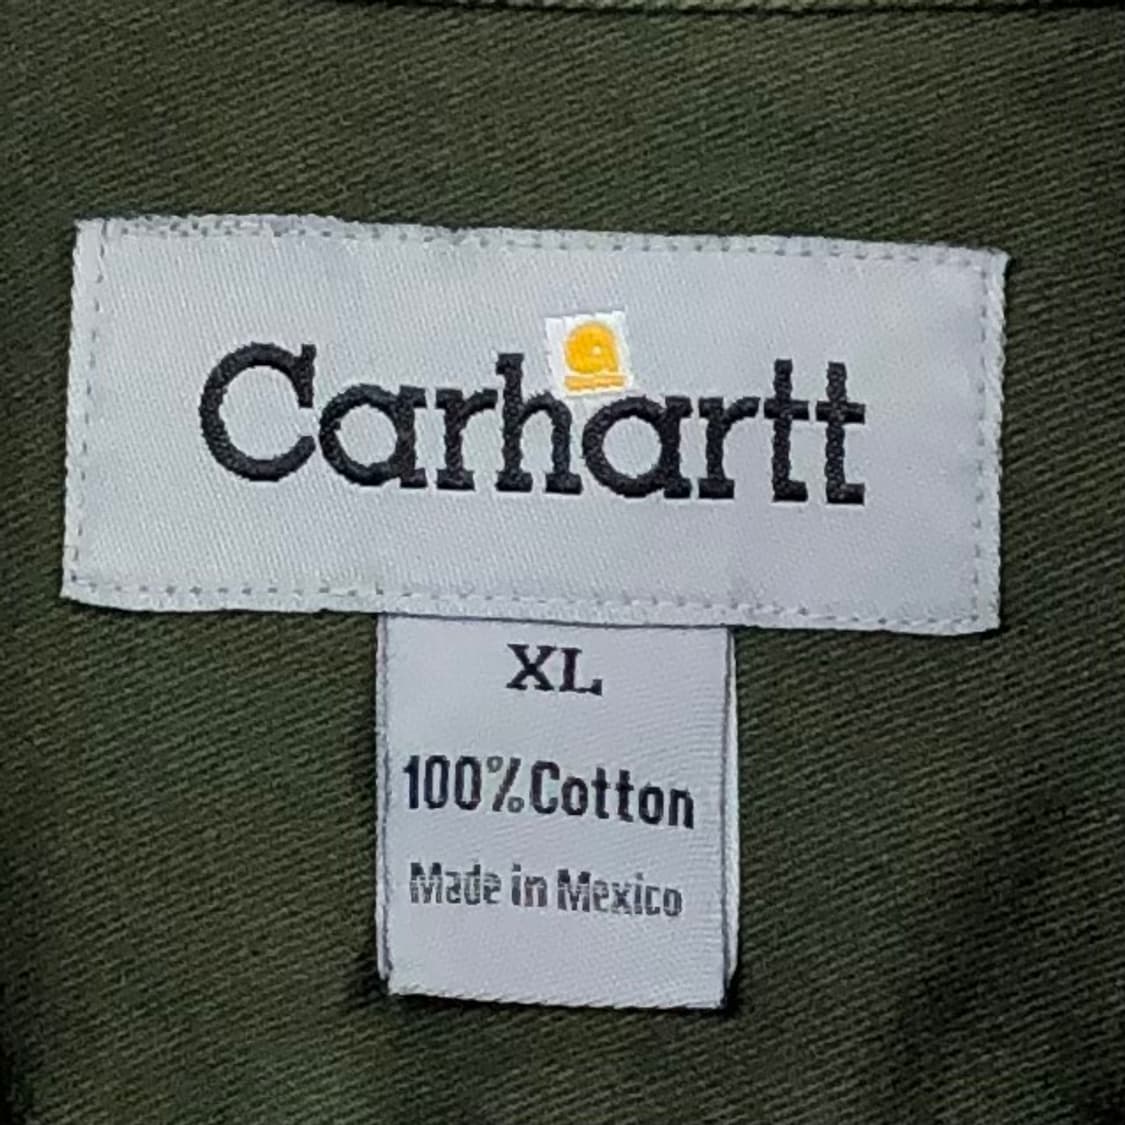 Carhartt
XL
100% Cotton
Made in Mexico